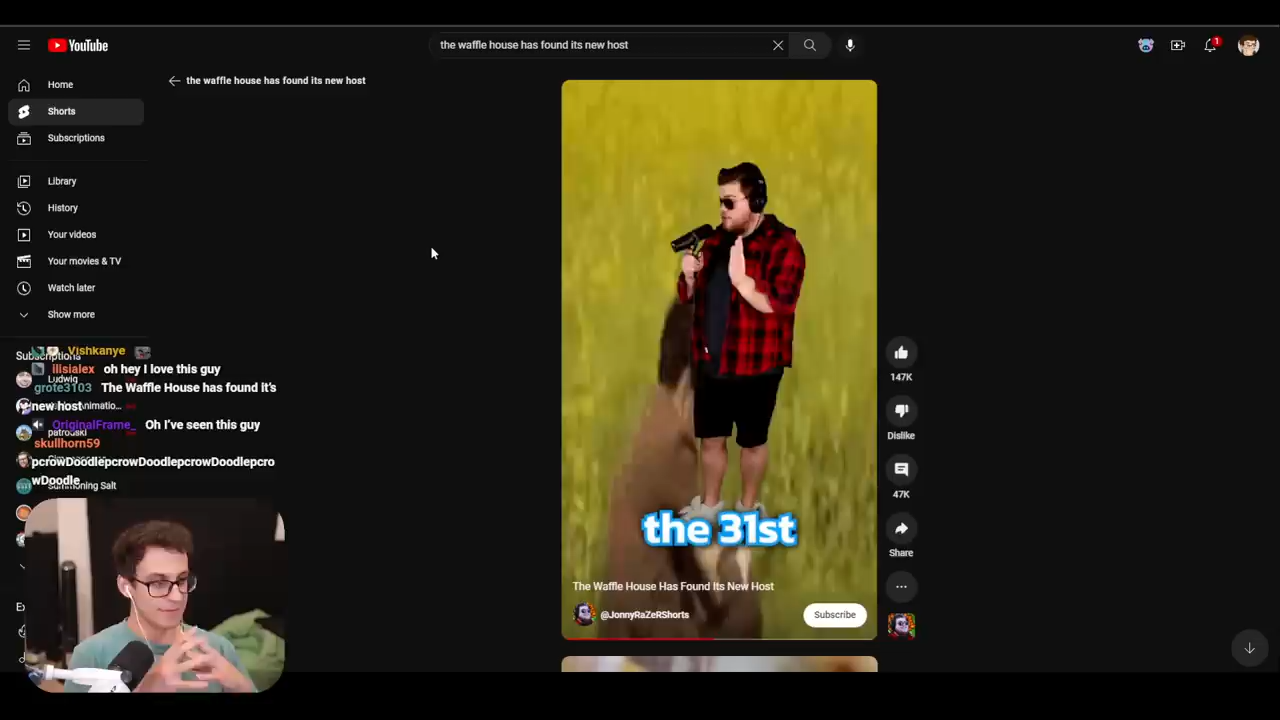 YouTube
the waffle house has found its new host
1
Home
the waffle house has found its new host
Shorts
Subscriptions
Library
History
Your videos
Your movies & TV
Watch later
Show more
Subscriptions
Vishkanye
ilisialex oh hey I love this guy
Ludwig
grote3103 The Waffle House has found it's
new host
Animatio...
OriginalFrame_ Oh I've seen this guy
patrouski
skullhorn59
pcrowDoodlepcrowDoodlepcrowDoodlepcro
wDoodle
Summoning Salt
the 31st
The Waffle House Has Found Its New Host
@JonnyRaZeRShorts
Subscribe
147K
Dislike
47K
Share